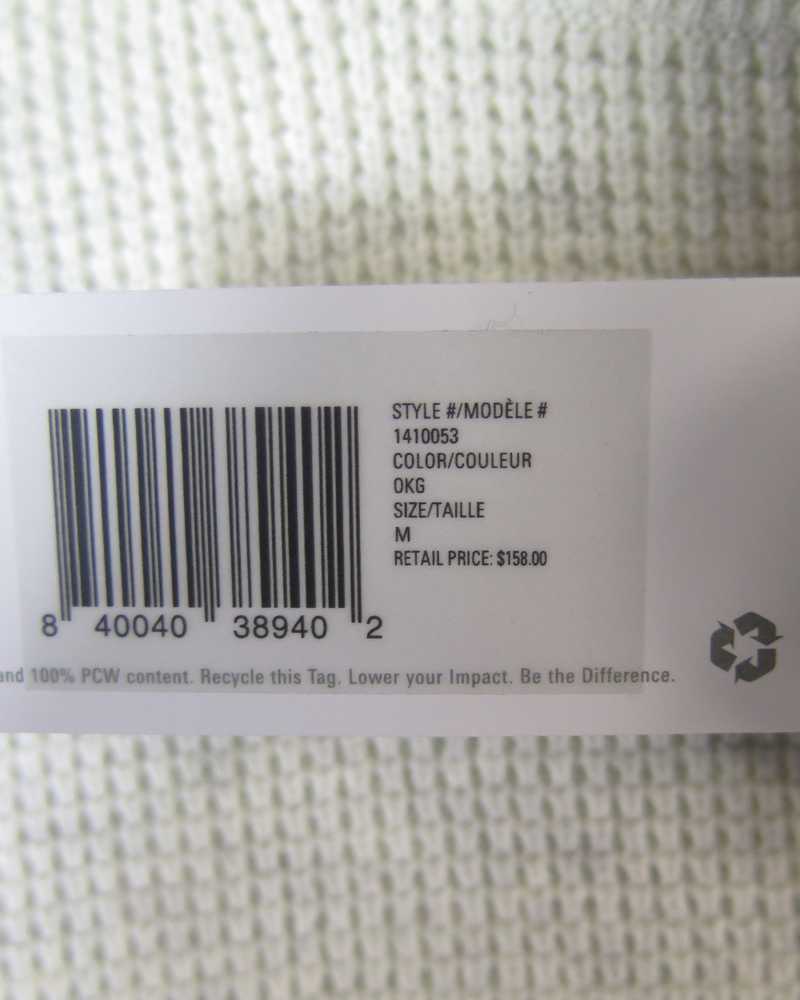 STYLE #/MODÈLE #
1410053
COLOR/COULEUR
0KG
SIZE/TAILLE
M
RETAIL PRICE: $158.00
8 40040 38940 2
and 100% PCW content. Recycle this Tag. Lower your Impact. Be the Difference.